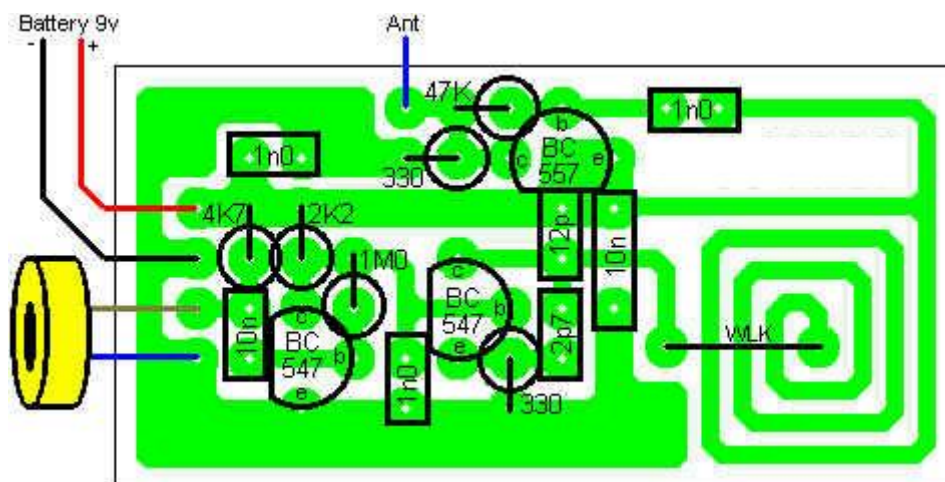 Battery 9v
- +
Ant
47K
1n0
b
1n0
330
c BC e
557
4K7
2K2
1M0
12p
10n
c
BC
b
547
e
10n
c
BC
b
547
e
1n0
2p7
330
WLK